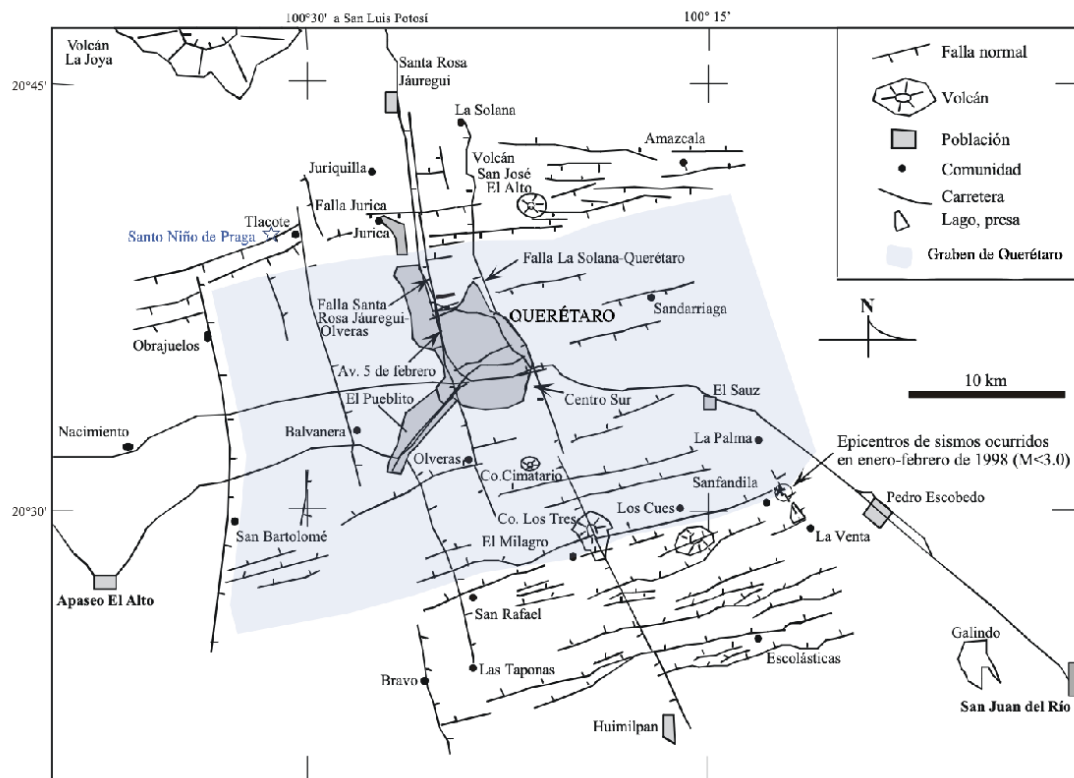 100°30' a San Luis Potosí
100°15'
Volcán
La Joya
20°45'
Santa Rosa
Jáuregui
La Solana
Falla normal
Volcán
Población
Comunidad
Carretera
Lago, presa
Graben de Querétaro
Amazcala
Juriquilla
Volcán
San José
El Alto
Falla Jurica
Jurica
Tlacote
Santo Niño de Praga
Falla La Solana-Querétaro
Falla Santa
Rosa Jáuregui-
Olveras
QUERÉTARO
Sandarriaga
N
Obrajuelos
Av. 5 de febrero
10 km
El Pueblito
Centro Sur
El Sauz
Nacimiento
Balvanera
La Palma
Epicentros de sismos ocurridos
en enero-febrero de 1998 (M<3.0)
Olveras
Co.Cimatario
Sanfandila
Pedro Escobedo
20°30'
Co. Los Tres
Los Cues
San Bartolomé
El Milagro
La Venta
Apaseo El Alto
San Rafael
Galindo
Escolásticas
Las Taponas
Bravo
San Juan del Río
Huimilpan